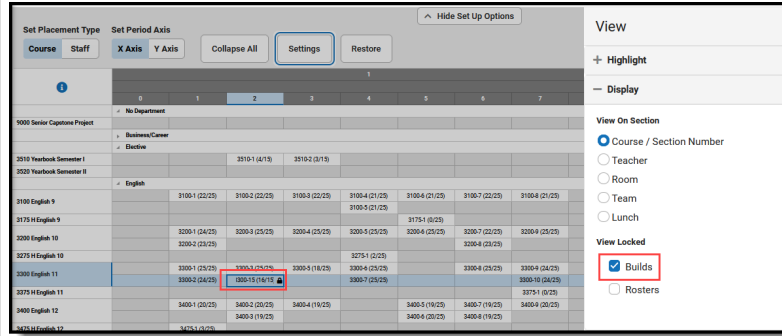 Hide Set Up Options
Set Placement Type Set Period Axis
Course Staff X Axis Y Axis Collapse All Settings Restore
1
0 1 2 3 4 5 6 7
No Department
9000 Senior Capstone Project
Business/Career
Elective
3510 Yearbook Semester I 3510-1 (4/15) 3510-2 (3/15)
3520 Yearbook Semester II
English
3100 English 9 3100-1 (22/25) 3100-2 (22/25) 3100-3 (22/25) 3100-4 (21/25) 3100-6 (21/25) 3100-7 (22/25) 3100-8 (21/25)
3100-5 (21/25)
3175 H English 9 3175-1 (0/25)
3200 English 10 3200-1 (24/25) 3200-3 (25/25) 3200-4 (25/25) 3200-5 (25/25) 3200-6 (25/25) 3200-7 (22/25) 3200-9 (25/25)
3200-2 (23/25) 3200-8 (23/25)
3275 H English 10 3275-1 (2/25)
3300 English 11 3300-1 (25/25) 3300-3 (25/25) 3300-5 (18/25) 3300-6 (25/25) 3300-8 (25/25) 3300-9 (24/25)
3300-2 (24/25) 300-15 (16/15) 3300-7 (25/25) 3300-10 (24/25)
3375 H English 11 3375-1 (0/25)
3400 English 12 3400-1 (20/25) 3400-2 (20/25) 3400-4 (19/25) 3400-5 (19/25) 3400-7 (19/25) 3400-9 (20/25)
3400-3 (19/25) 3400-6 (20/25) 3400-8 (19/25)
3475 H English 12 3475-1 (3/25)
View
Highlight
Display
View On Section
Course / Section Number
Teacher
Room
Team
Lunch
View Locked
Builds
Rosters